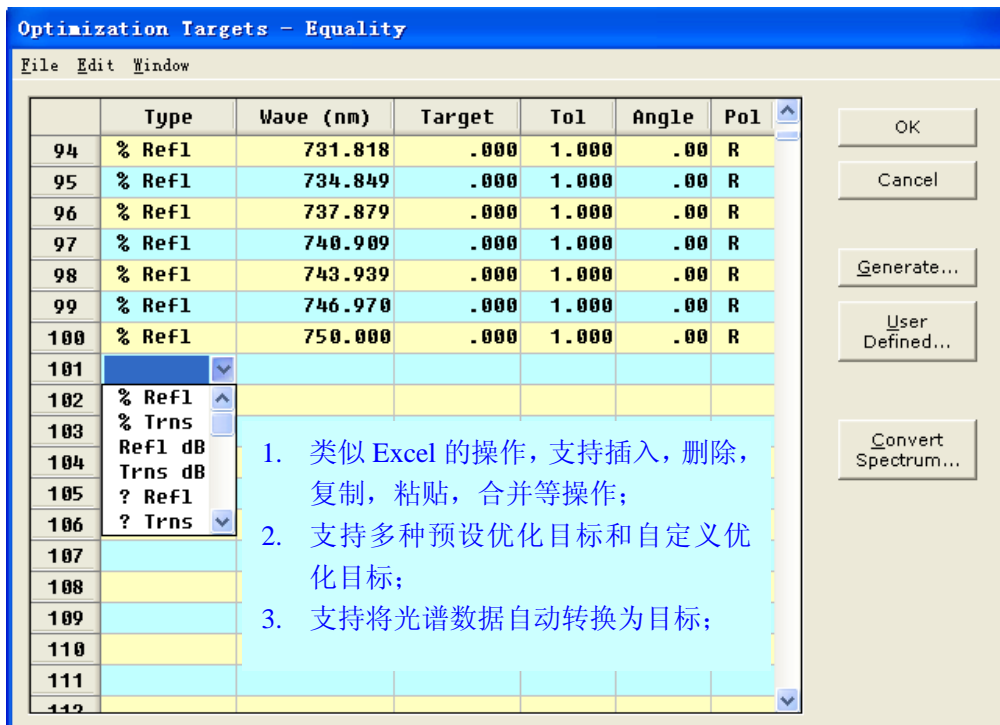 Optimization Targets - Equality
File Edit Window
Type Wave (nm) Target Tol Angle Pol
94 % Refl 731.818 .000 1.000 .00 R
95 % Refl 734.849 .000 1.000 .00 R
96 % Refl 737.879 .000 1.000 .00 R
97 % Refl 740.909 .000 1.000 .00 R
98 % Refl 743.939 .000 1.000 .00 R
99 % Refl 746.970 .000 1.000 .00 R
100 % Refl 750.000 .000 1.000 .00 R
101
102 % Refl
103 % Trns
Refl dB
104 Trns dB
105 ? Refl
106 ? Trns
107
108
109
110
111
112
1. 类似 Excel 的操作,支持插入,删除,
复制,粘贴,合并等操作;
2. 支持多种预设优化目标和自定义优
化目标;
3. 支持将光谱数据自动转换为目标;
OK
Cancel
Generate...
User
Defined...
Convert
Spectrum...